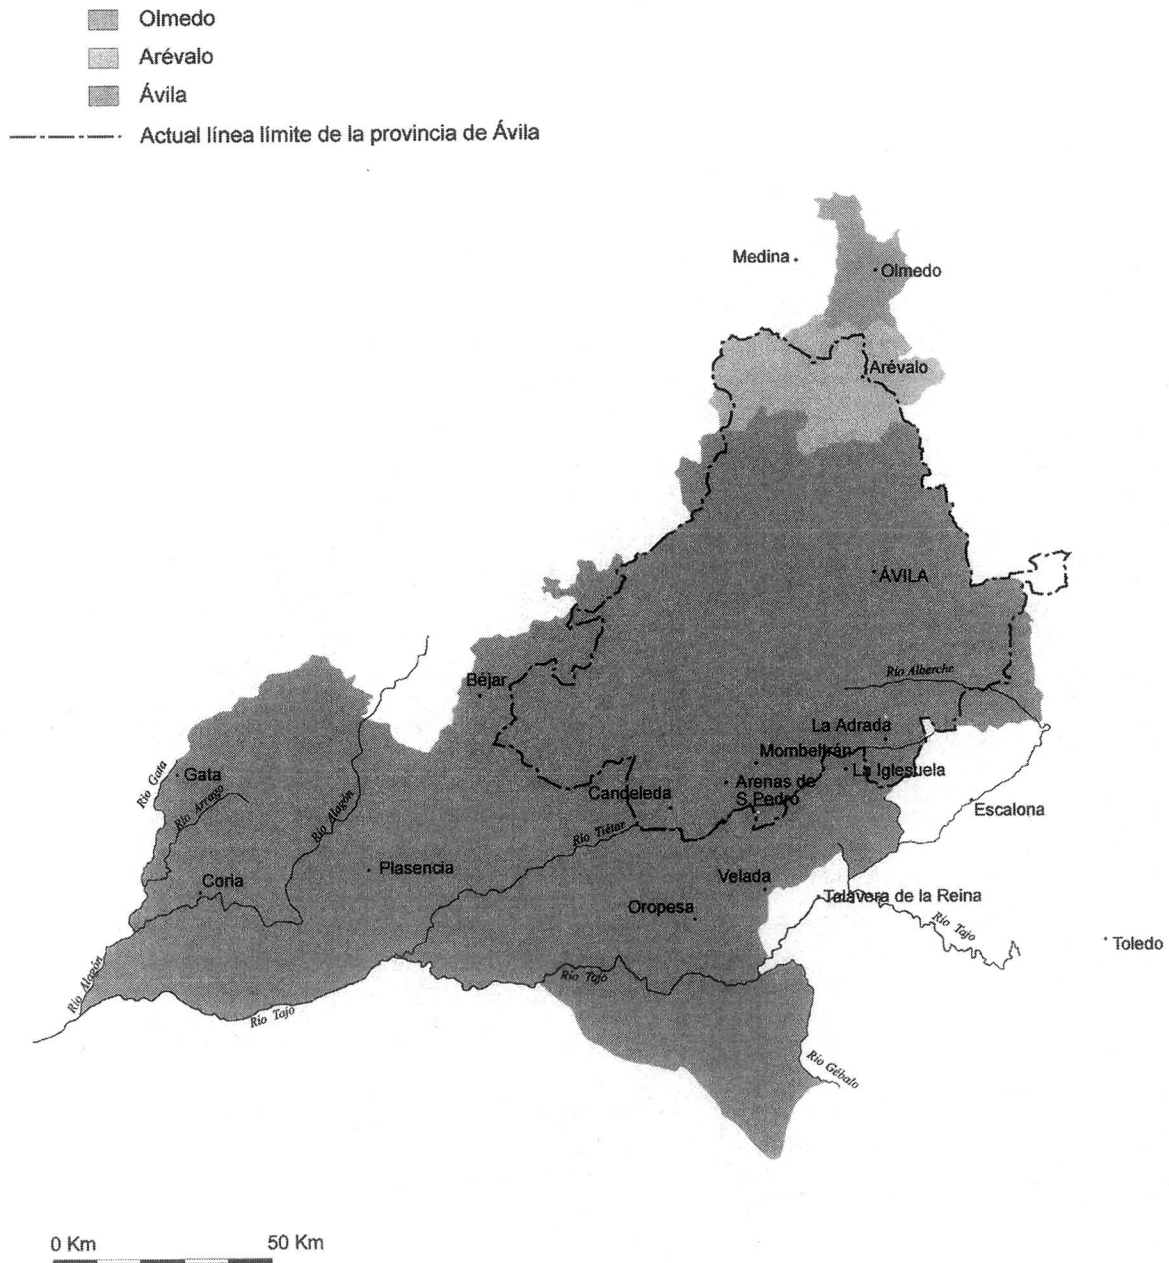 Olmedo
Arévalo
Ávila
Actual línea límite de la provincia de Ávila
Medina
Olmedo
Arévalo
ÁVILA
Río Alberche
Béjar
La Adrada
Mombeltrán
La Iglesuela
Gata
Río Gata
Arenas de
S. Pedro
Candeleda
Río Arrago
Río Alagón
Escalona
Río Tiétar
Plasencia
Coria
Velada
Talavera de la Reina
Oropesa
Río Tajo
Toledo
Río Alagón
Río Tajo
Río Tajo
Río Gébalo
0 Km
50 Km